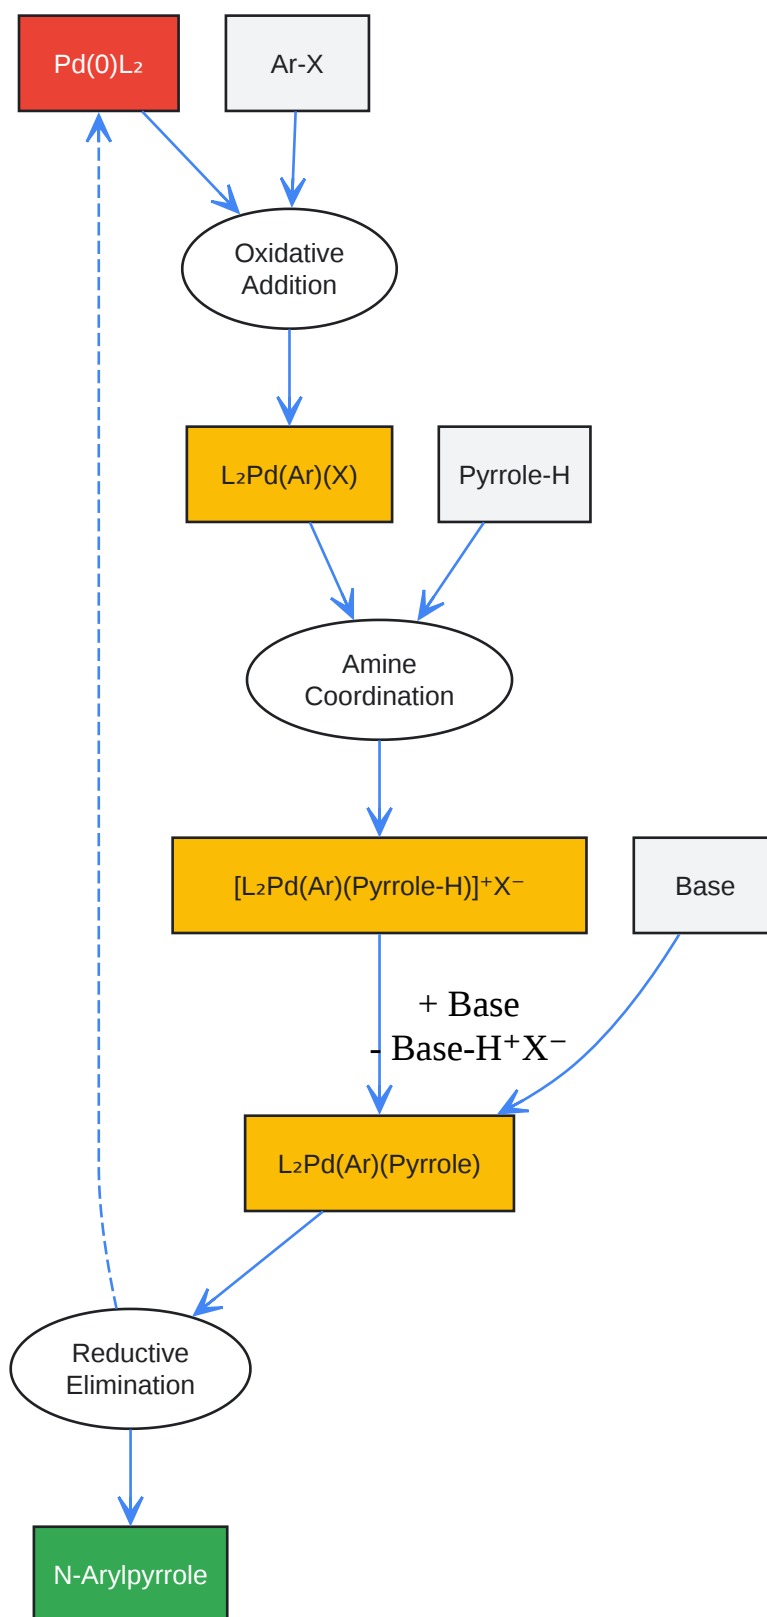 Pd(0)L₂
Ar-X
Oxidative
Addition
L₂Pd(Ar)(X)
Pyrrole-H
Amine
Coordination
[L₂Pd(Ar)(Pyrrole-H)]⁺X⁻
Base
+ Base
- Base-H⁺X⁻
L₂Pd(Ar)(Pyrrole)
Reductive
Elimination
N-Arylpyrrole